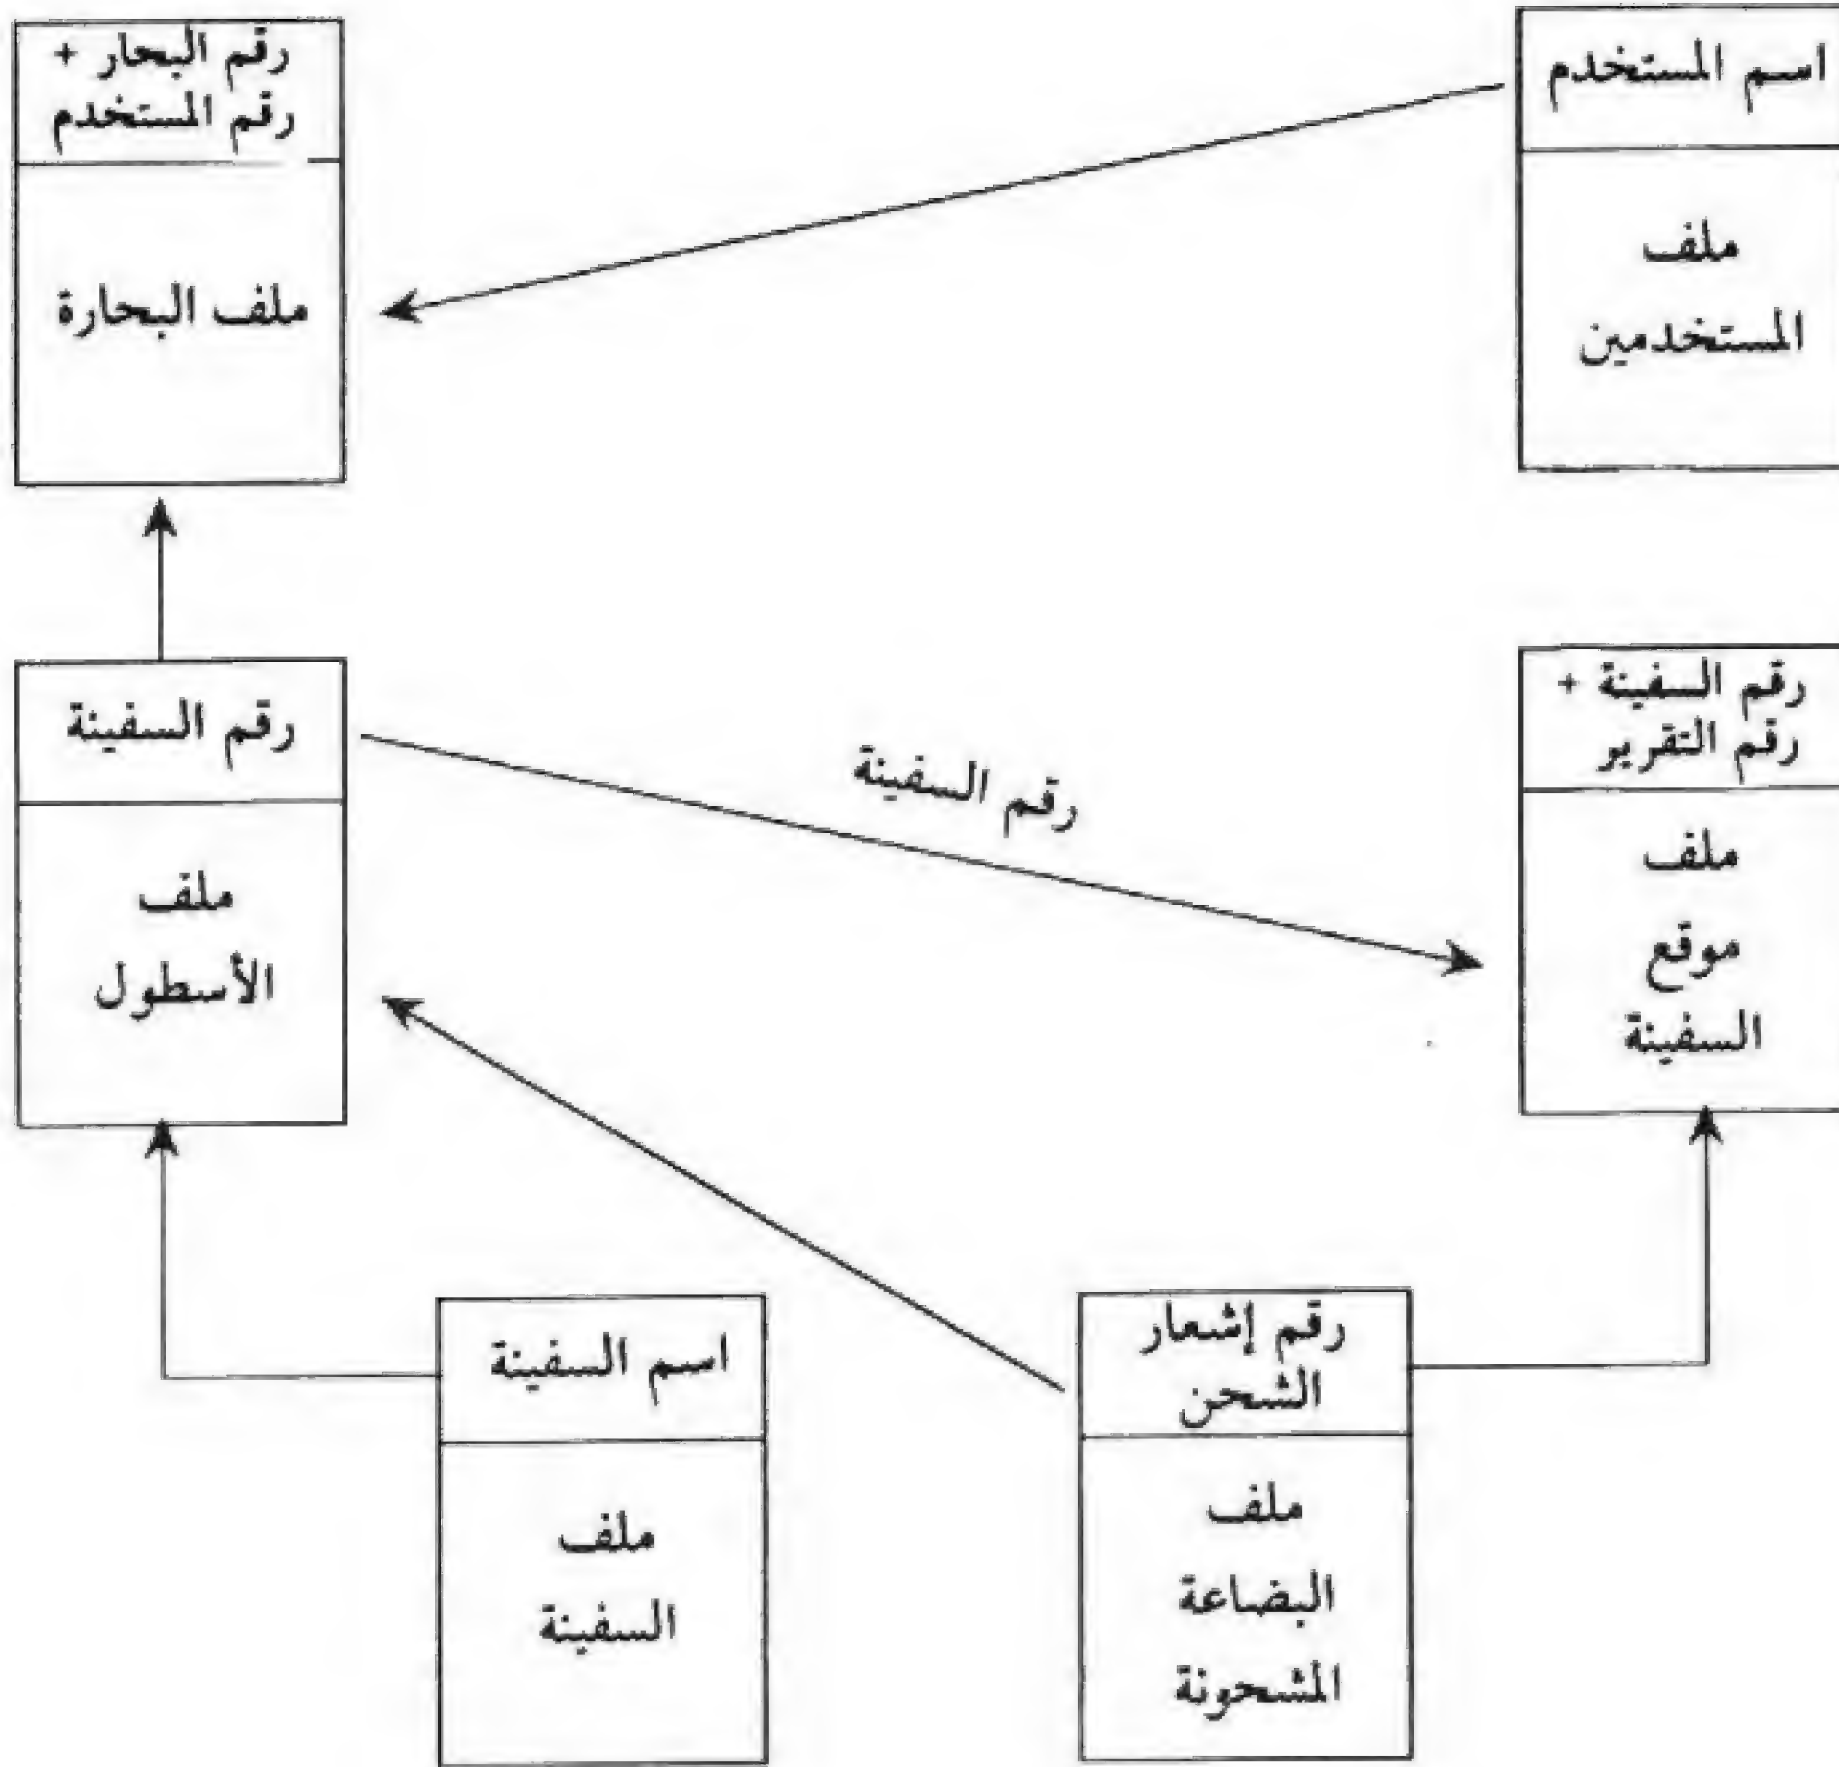 اسم المستخدم
ملف
المستخدمين
رقم البحار +
رقم المستخدم
ملف البحارة
رقم السفينة +
رقم التقرير
ملف
موقع
السفينة
رقم السفينة
رقم السفينة
ملف
الأسطول
رقم إشعار
الشحن
ملف
البضاعة
المشحونة
اسم السفينة
ملف
السفينة